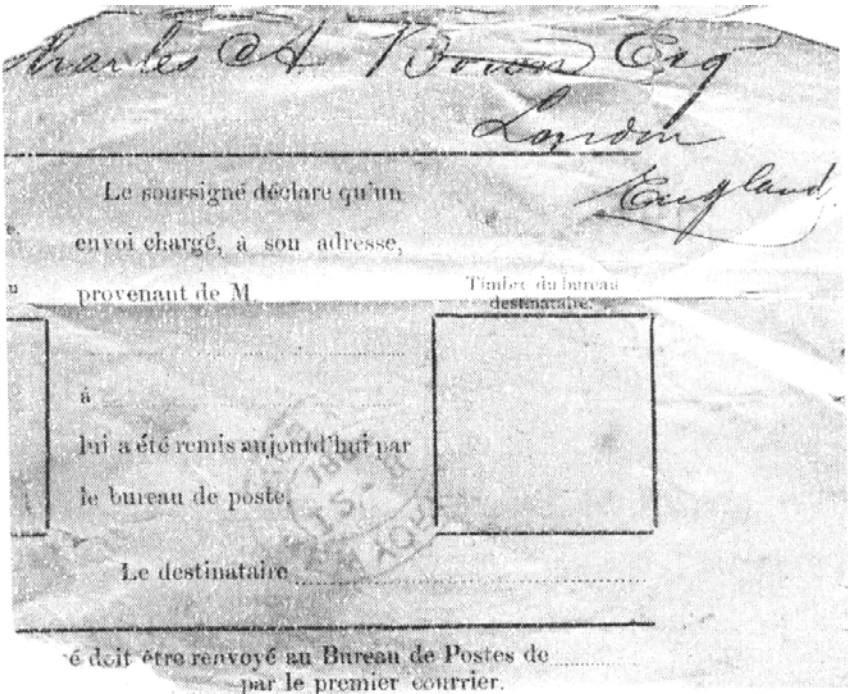 Charles A. Bown Esq
London
England
Le soussigné déclare qu'un
envoi chargé, à son adresse,
provenant de M.
Timbre du bureau
destinataire.
à
lui a été remis aujourd'hui par
le bureau de poste.
Le destinataire
é doit être renvoyé au Bureau de Postes de
par le premier courrier.